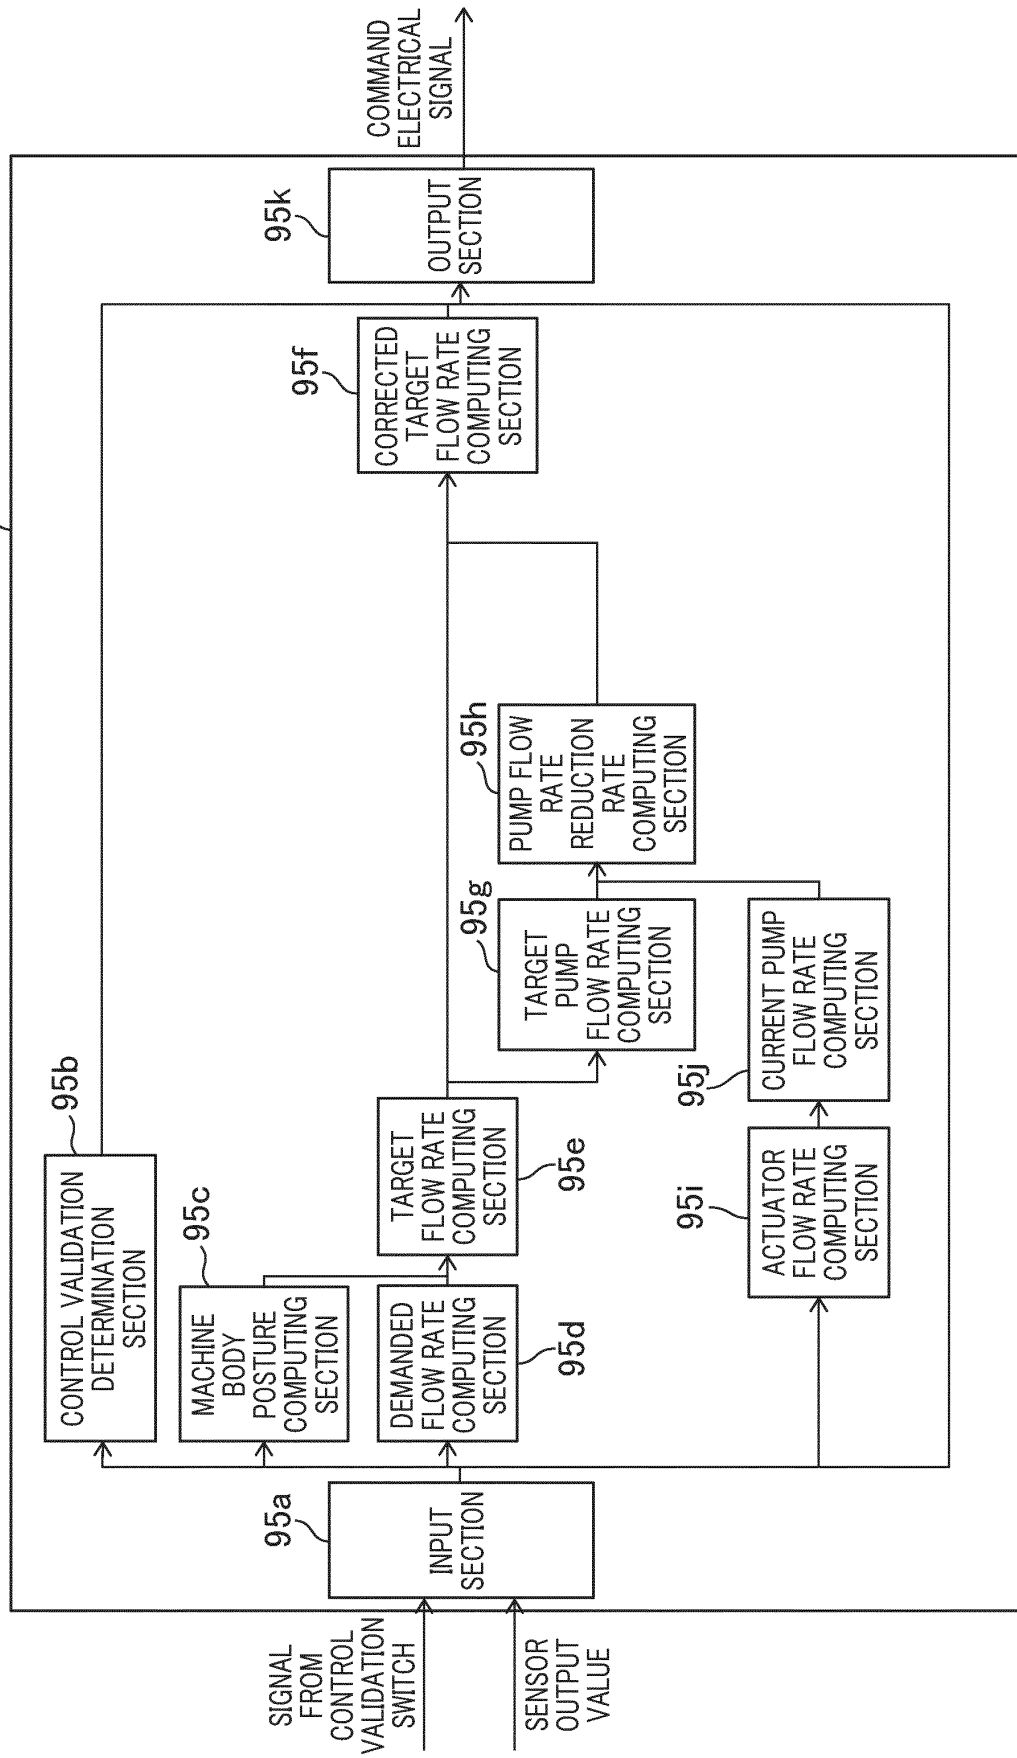 SIGNAL
FROM
CONTROL
VALIDATION
SWITCH
SENSOR
OUTPUT
VALUE
95a
INPUT
SECTION
95b
CONTROL VALIDATION
DETERMINATION
SECTION
95c
MACHINE
BODY
POSTURE
COMPUTING
SECTION
DEMANDED
FLOW RATE
COMPUTING
SECTION
95d
TARGET
FLOW RATE
COMPUTING
SECTION
95e
95i
ACTUATOR
FLOW RATE
COMPUTING
SECTION
95j
CURRENT PUMP
FLOW RATE
COMPUTING
SECTION
95g
TARGET
PUMP
FLOW RATE
COMPUTING
SECTION
95h
PUMP FLOW
RATE
REDUCTION
RATE
COMPUTING
SECTION
95f
CORRECTED
TARGET
FLOW RATE
COMPUTING
SECTION
95k
OUTPUT
SECTION
COMMAND
ELECTRICAL
SIGNAL